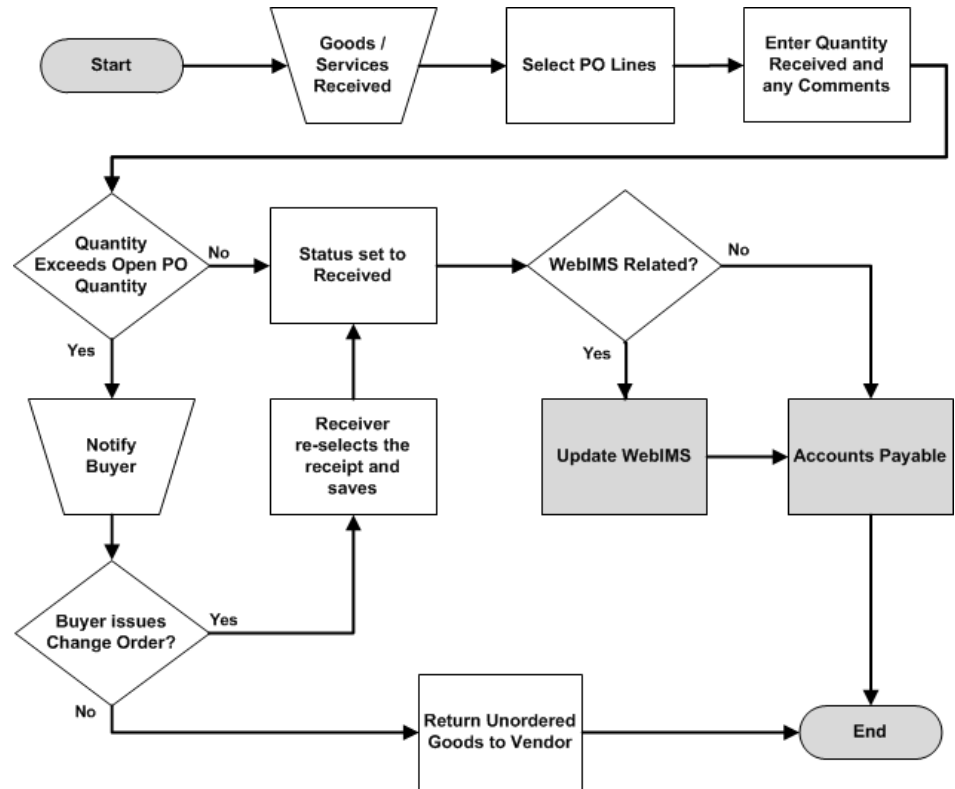 Start
Goods /
Services
Received
Select PO Lines
Enter Quantity
Received and
any Comments
Quantity
Exceeds Open PO
Quantity
No
Status set to
Received
WebIMS Related?
No
Yes
Yes
Notify
Buyer
Receiver
re-selects the
receipt and
saves
Update WebIMS
Accounts Payable
Buyer issues
Change Order?
Yes
No
Return Unordered
Goods to Vendor
End